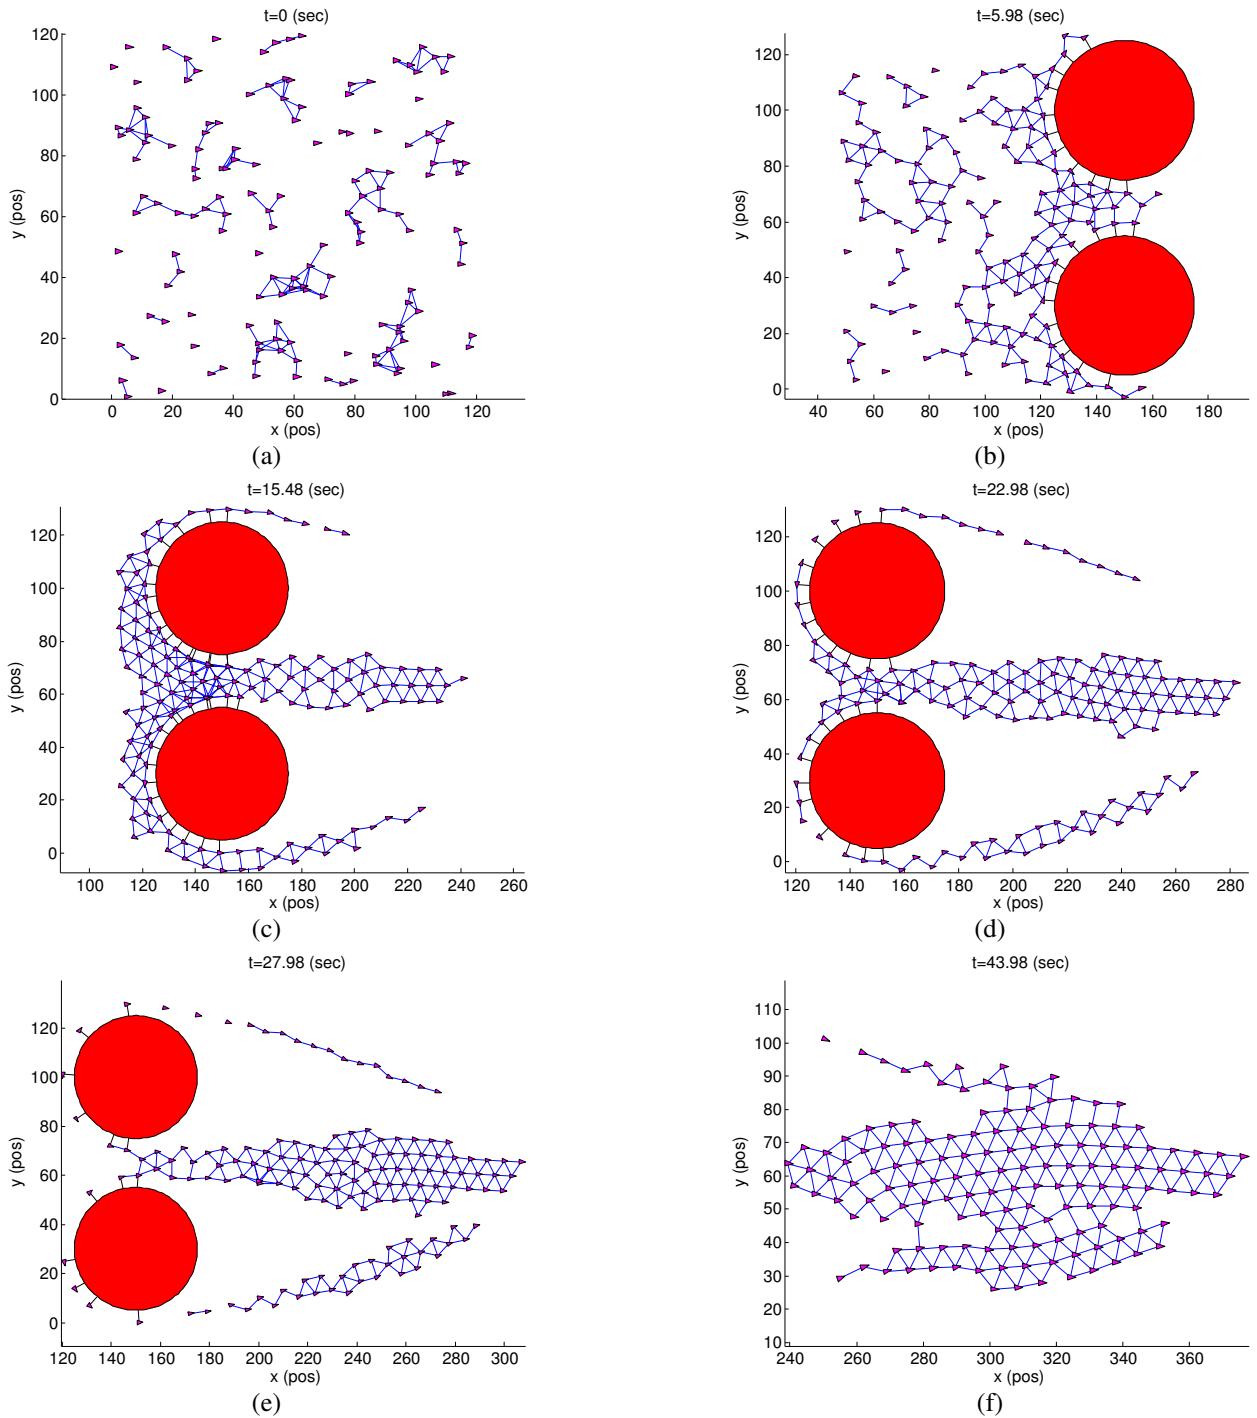 t=0 (sec)
120
100
80
60
40
20
0
y (pos)
0 20 40 60 80 100 120
x (pos)
(a)
t=5.98 (sec)
120
100
80
60
40
20
0
y (pos)
40 60 80 100 120 140 160 180
x (pos)
(b)
t=15.48 (sec)
120
100
80
60
40
20
0
y (pos)
100 120 140 160 180 200 220 240 260
x (pos)
(c)
t=22.98 (sec)
120
100
80
60
40
20
0
y (pos)
120 140 160 180 200 220 240 260 280
x (pos)
(d)
t=27.98 (sec)
120
100
80
60
40
20
0
y (pos)
120 140 160 180 200 220 240 260 280 300
x (pos)
(e)
t=43.98 (sec)
110
100
90
80
70
60
50
40
30
20
10
y (pos)
240 260 280 300 320 340 360
x (pos)
(f)